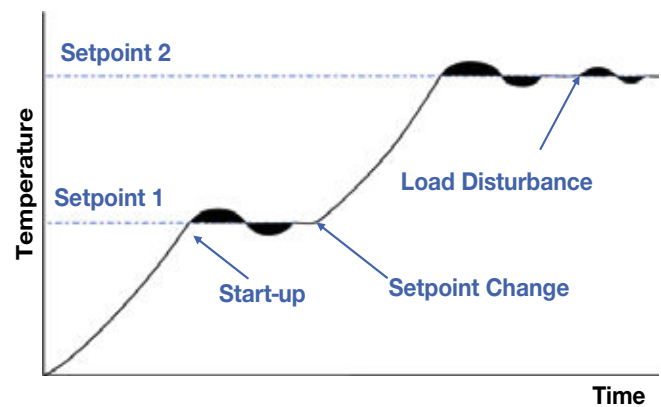 Setpoint 2
Load Disturbance
Setpoint 1
Temperature
Start-up
Setpoint Change
Time